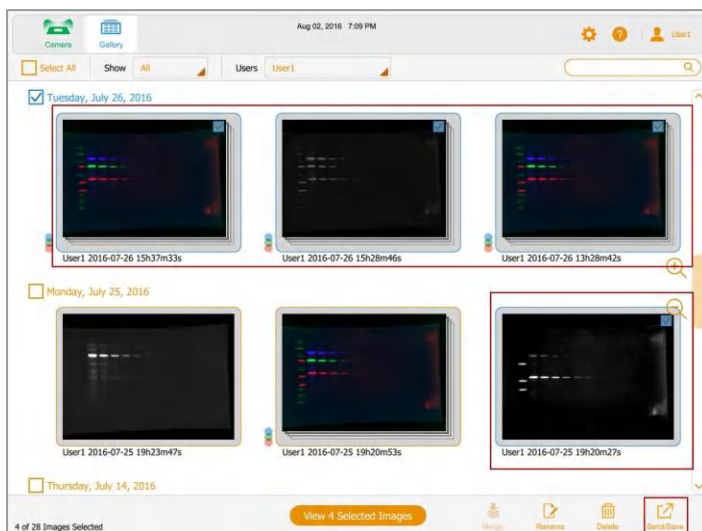 Aug 02, 2016 7:09 PM
Camera
Gallery
User1
Select All
Show
All
Users
User1
Tuesday, July 26, 2016
User1 2016-07-26 15h37m33s
User1 2016-07-26 15h28m46s
User1 2016-07-26 13h28m42s
Monday, July 25, 2016
User1 2016-07-25 19h23m47s
User1 2016-07-25 19h20m53s
User1 2016-07-25 19h20m27s
Thursday, July 14, 2016
4 of 28 Images Selected
View 4 Selected Images
Merge
Rename
Delete
Send/Save